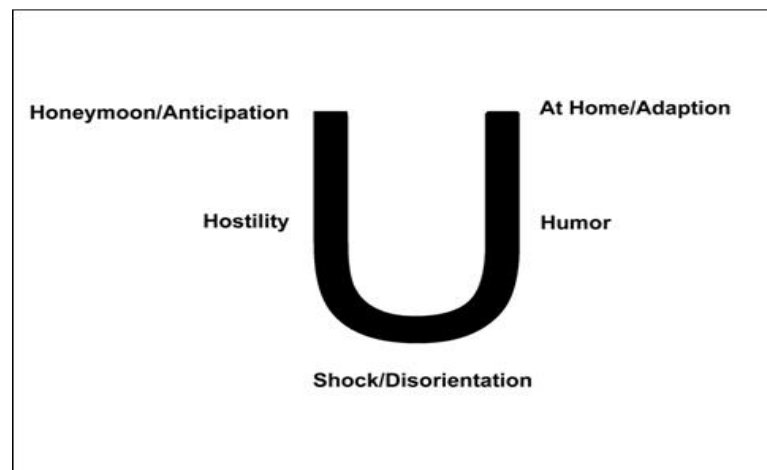 Honeymoon/Anticipation
At Home/Adaption
Hostility
Humor
Shock/Disorientation